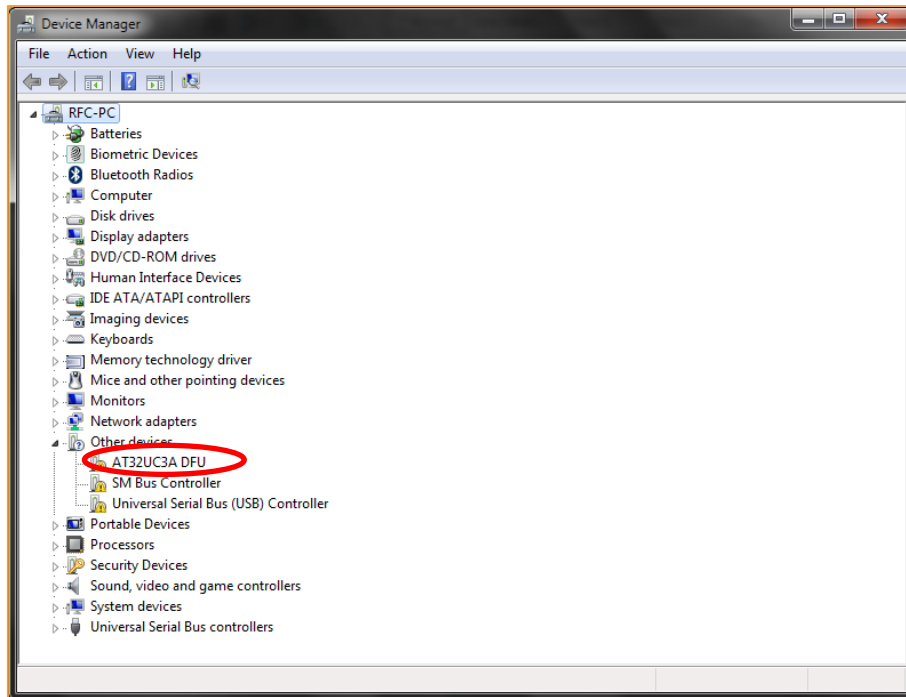 Device Manager
File Action View Help
RFC-PC
Batteries
Biometric Devices
Bluetooth Radios
Computer
Disk drives
Display adapters
DVD/CD-ROM drives
Human Interface Devices
IDE ATA/ATAPI controllers
Imaging devices
Keyboards
Memory technology driver
Mice and other pointing devices
Monitors
Network adapters
Other devices
AT32UC3A DFU
SM Bus Controller
Universal Serial Bus (USB) Controller
Portable Devices
Processors
Security Devices
Sound, video and game controllers
System devices
Universal Serial Bus controllers